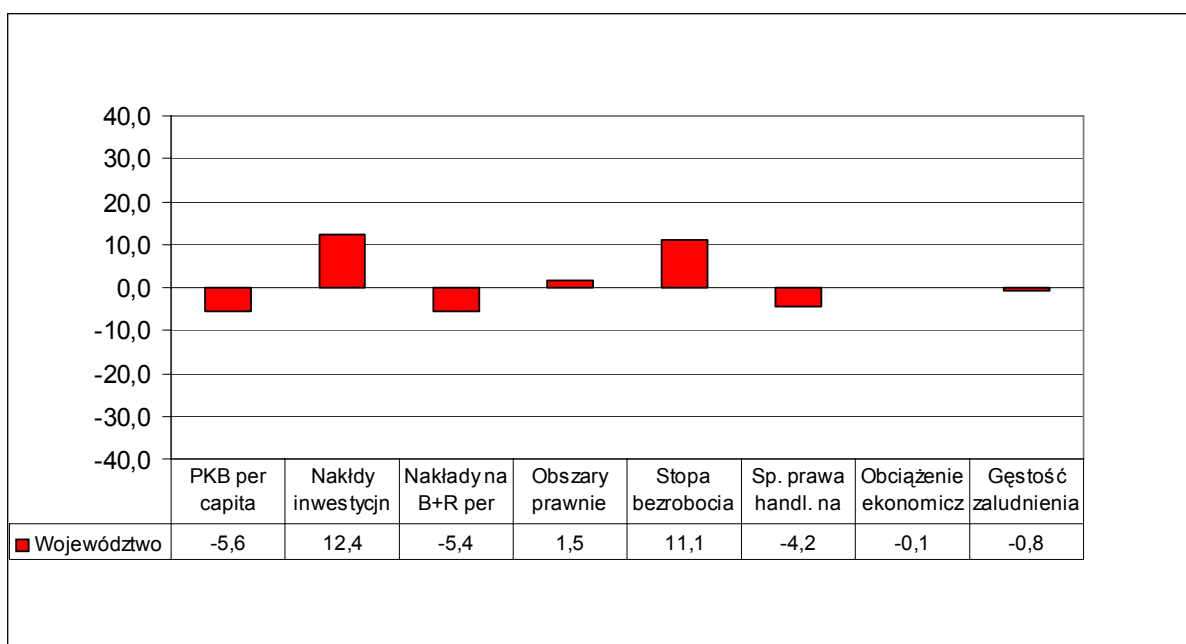 40,0
30,0
20,0
10,0
0,0
-10,0
-20,0
-30,0
-40,0
PKB per
capita
Nakłdy
inwestycjn
Nakłady na
B+R per
Obszary
prawnie
Stopa
bezrobocia
Sp. prawa
handl. na
Obciążenie
ekonomicz
Gęstość
zaludnienia
Województwo -5,6 12,4 -5,4 1,5 11,1 -4,2 -0,1 -0,8